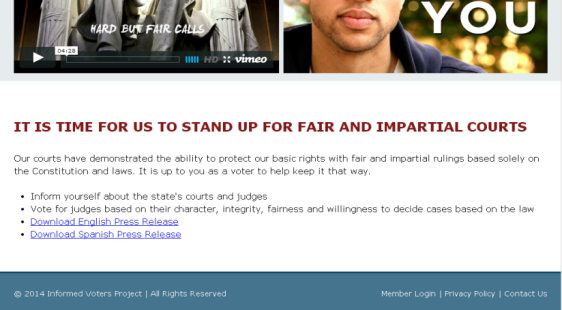 HARD BUT FAIR CALLS
YOU
04:28
HD vimeo
IT IS TIME FOR US TO STAND UP FOR FAIR AND IMPARTIAL COURTS
Our courts have demonstrated the ability to protect our basic rights with fair and impartial rulings based solely on
the Constitution and laws. It is up to you as a voter to help keep it that way.
• Inform yourself about the state's courts and judges
• Vote for judges based on their character, integrity, fairness and willingness to decide cases based on the law
• Download English Press Release
• Download Spanish Press Release
© 2014 Informed Voters Project | All Rights Reserved
Member Login | Privacy Policy | Contact Us